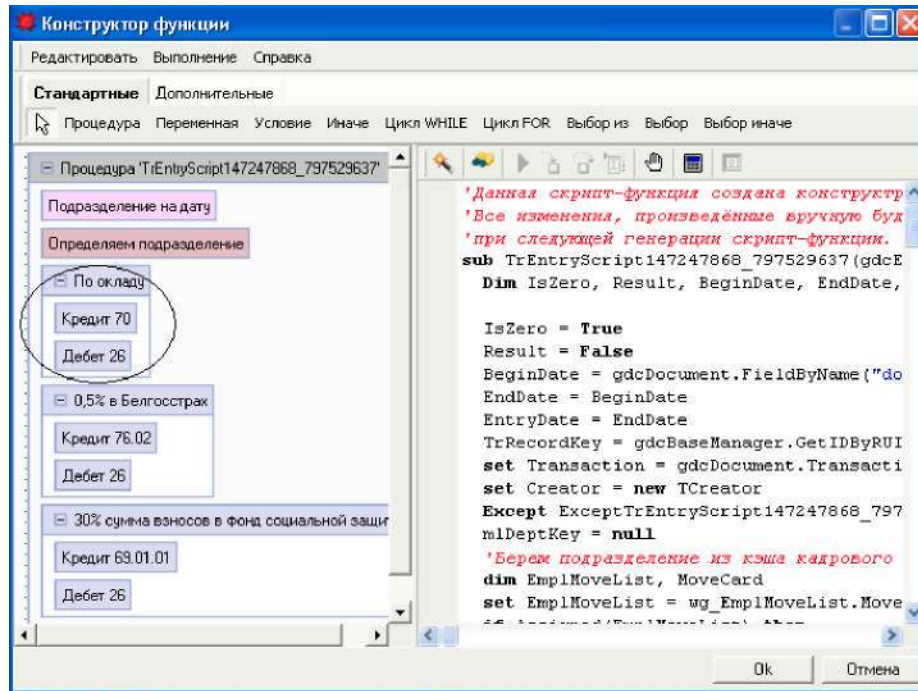 Конструктор функции
Редактировать Выполнение Справка
Стандартные Дополнительные
Процедура Переменная Условие Иначе Цикл WHILE Цикл FOR Выбор из Выбор Выбор иначе
Процедура 'TrEntryScript147247868_797529637'
Подразделение на дату
Определяем подразделение
По окладу
Кредит 70
Дебет 26
0,5% в Белгосстрах
Кредит 76.02
Дебет 26
30% сумма взносов в фонд социальной защит
Кредит 69.01.01
Дебет 26
'Данная скрипт-функция создана конструктр
'Все изменения, произведённые вручную буд
'при следующей генерации скрипт-функции.
sub TrEntryScript147247868_797529637(gdcE
Dim IsZero, Result, BeginDate, EndDate,
IsZero = True
Result = False
BeginDate = gdcDocument.FieldByName("do
EndDate = BeginDate
EntryDate = EndDate
TrRecordKey = gdcBaseManager.GetIDByRUI
set Transaction = gdcDocument.Transacti
set Creator = new TCreator
Except ExceptTrEntryScript147247868_797
mlDeptKey = null
'Берем подразделение из кэша кадрового
dim EmplMoveList, MoveCard
set EmplMoveList = wg_EmplMoveList.Move
Ok Отмена